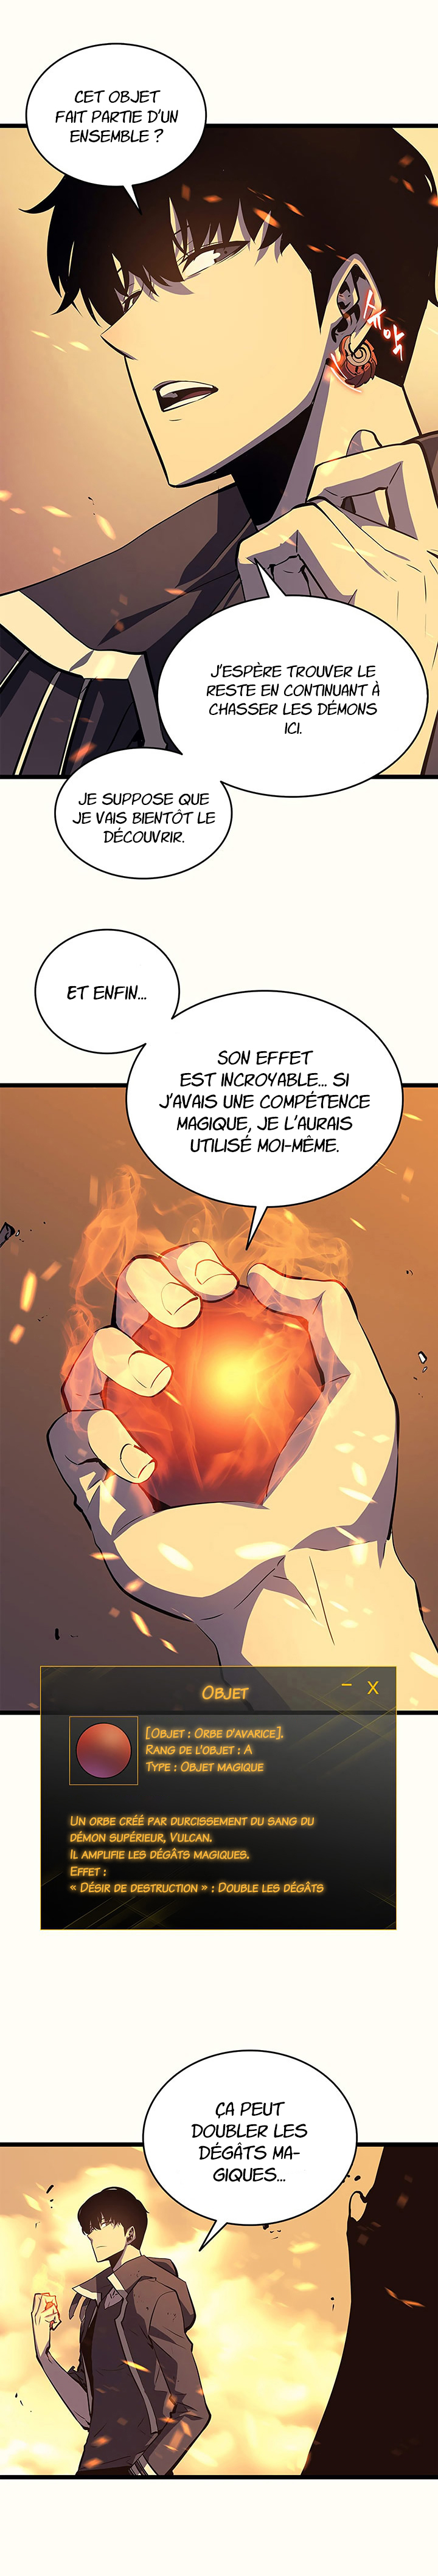 CET OBJET
FAIT PARTIE D'UN
ENSEMBLE ?
J'ESPÈRE TROUVER LE
RESTE EN CONTINUANT À
CHASSER LES DÉMONS
ICI.
JE SUPPOSE QUE
JE VAIS BIENTÔT LE
DÉCOUVRIR.
ET ENFIN...
SON EFFET
EST INCROYABLE... SI
J'AVAIS UNE COMPÉTENCE
MAGIQUE, JE L'AURAIS
UTILISÉ MOI-MÊME.
OBJET
- X
[OBJET : ORBE D'AVARICE].
RANG DE L'OBJET : A
TYPE : OBJET MAGIQUE
UN ORBE CRÉÉ PAR DURCISSEMENT DU SANG DU
DÉMON SUPÉRIEUR, VULCAN.
IL AMPLIFIE LES DÉGÂTS MAGIQUES.
EFFET :
« DÉSIR DE DESTRUCTION » : DOUBLE LES DÉGÂTS
ÇA PEUT
DOUBLER LES
DÉGÂTS MA-
GIQUES...